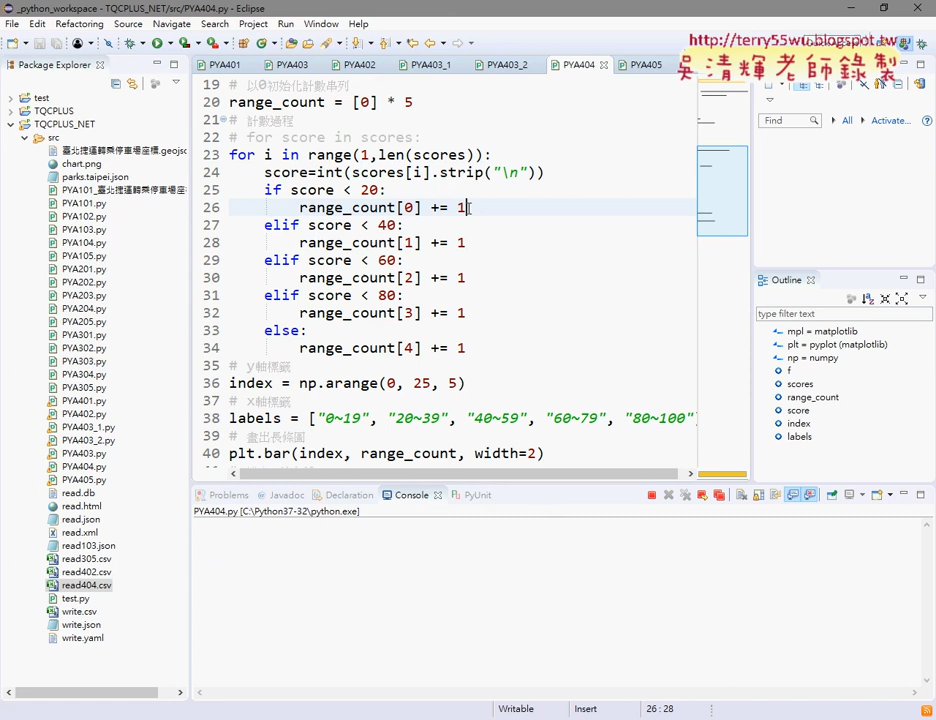 _python_workspace - TQCPLUS_NET/src/PYA404.py - Eclipse
File Edit Refactoring Source Navigate Search Project Run Window Help
http://terry55wu.blogspot.tw
吳清輝老師錄製
Package Explorer
PYA401 PYA403 PYA402 PYA403_1 PYA403_2 PYA404 PYA405
test
TQCPLUS
TQCPLUS_NET
src
臺北捷運轉乘停車場座標.geojsc
chart.png
parks.taipei.json
PYA101_臺北捷運轉乘停車場座
PYA101.py
PYA102.py
PYA103.py
PYA104.py
PYA105.py
PYA201.py
PYA202.py
PYA203.py
PYA204.py
PYA205.py
PYA301.py
PYA302.py
PYA303.py
PYA304.py
PYA305.py
PYA401.py
PYA402.py
PYA403_1.py
PYA403_2.py
PYA403.py
PYA404.py
PYA405.py
read.db
read.html
read.json
read.xml
read103.json
read305.csv
read402.csv
read404.csv
test.py
write.csv
write.json
write.yaml
19 # 以0初始化計數串列
20 range_count = [0] * 5
21 # 計數過程
22 # for score in scores:
23 for i in range(1,len(scores)):
24 score=int(scores[i].strip("\n"))
25 if score < 20:
26 range_count[0] += 1
27 elif score < 40:
28 range_count[1] += 1
29 elif score < 60:
30 range_count[2] += 1
31 elif score < 80:
32 range_count[3] += 1
33 else:
34 range_count[4] += 1
35 # y軸標籤
36 index = np.arange(0, 25, 5)
37 # x軸標籤
38 labels = ["0~19", "20~39", "40~59", "60~79", "80~100"]
39 # 畫出長條圖
40 plt.bar(index, range_count, width=2)
Find All Activate...
Outline
type filter text
mpl = matplotlib
plt = pyplot (matplotlib)
np = numpy
f
scores
range_count
score
index
labels
Problems Javadoc Declaration Console PyUnit
PYA404.py [C:\Python37-32\python.exe]
Writable Insert 26 : 28